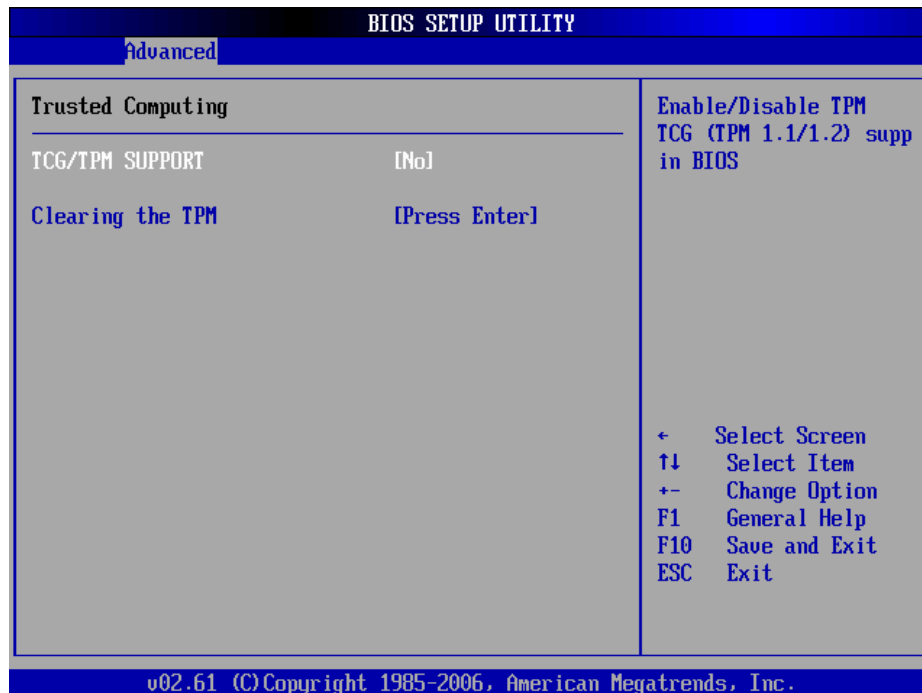 BIOS SETUP UTILITY
Advanced
Trusted Computing
TCG/TPM SUPPORT [No]
Clearing the TPM [Press Enter]
Enable/Disable TPM
TCG (TPM 1.1/1.2) supp
in BIOS
← Select Screen
↑↓ Select Item
+- Change Option
F1 General Help
F10 Save and Exit
ESC Exit
v02.61 (C)Copyright 1985-2006, American Megatrends, Inc.